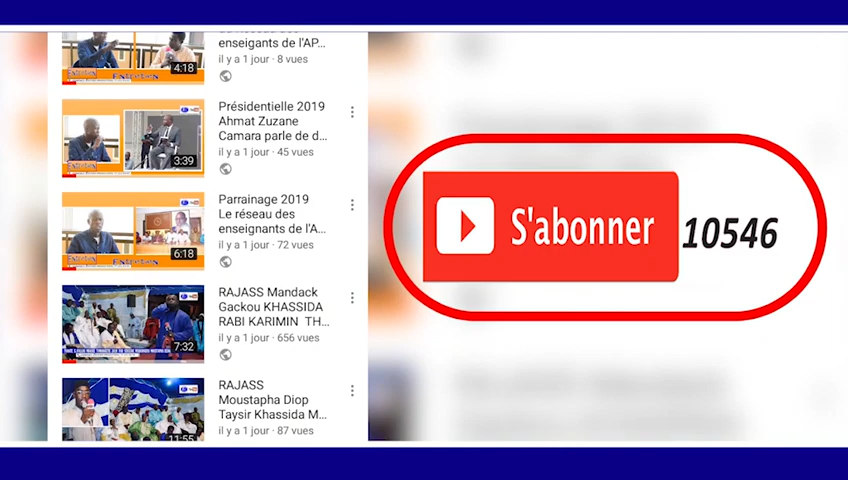 enseigants de l'AP...
il y a 1 jour · 8 vues
4:18
Présidentielle 2019
Ahmat Zuzane
Camara parle de d...
il y a 1 jour · 45 vues
3:39
Parrainage 2019
Le réseau des
enseignants de l'A...
il y a 1 jour · 72 vues
6:18
RAJASS Mandack
Gackou KHASSIDA
RABI KARIMIN TH...
il y a 1 jour · 656 vues
7:32
RAJASS
Moustapha Diop
Taysir Khassida M...
il y a 1 jour · 87 vues
11:55
S'abonner 10546